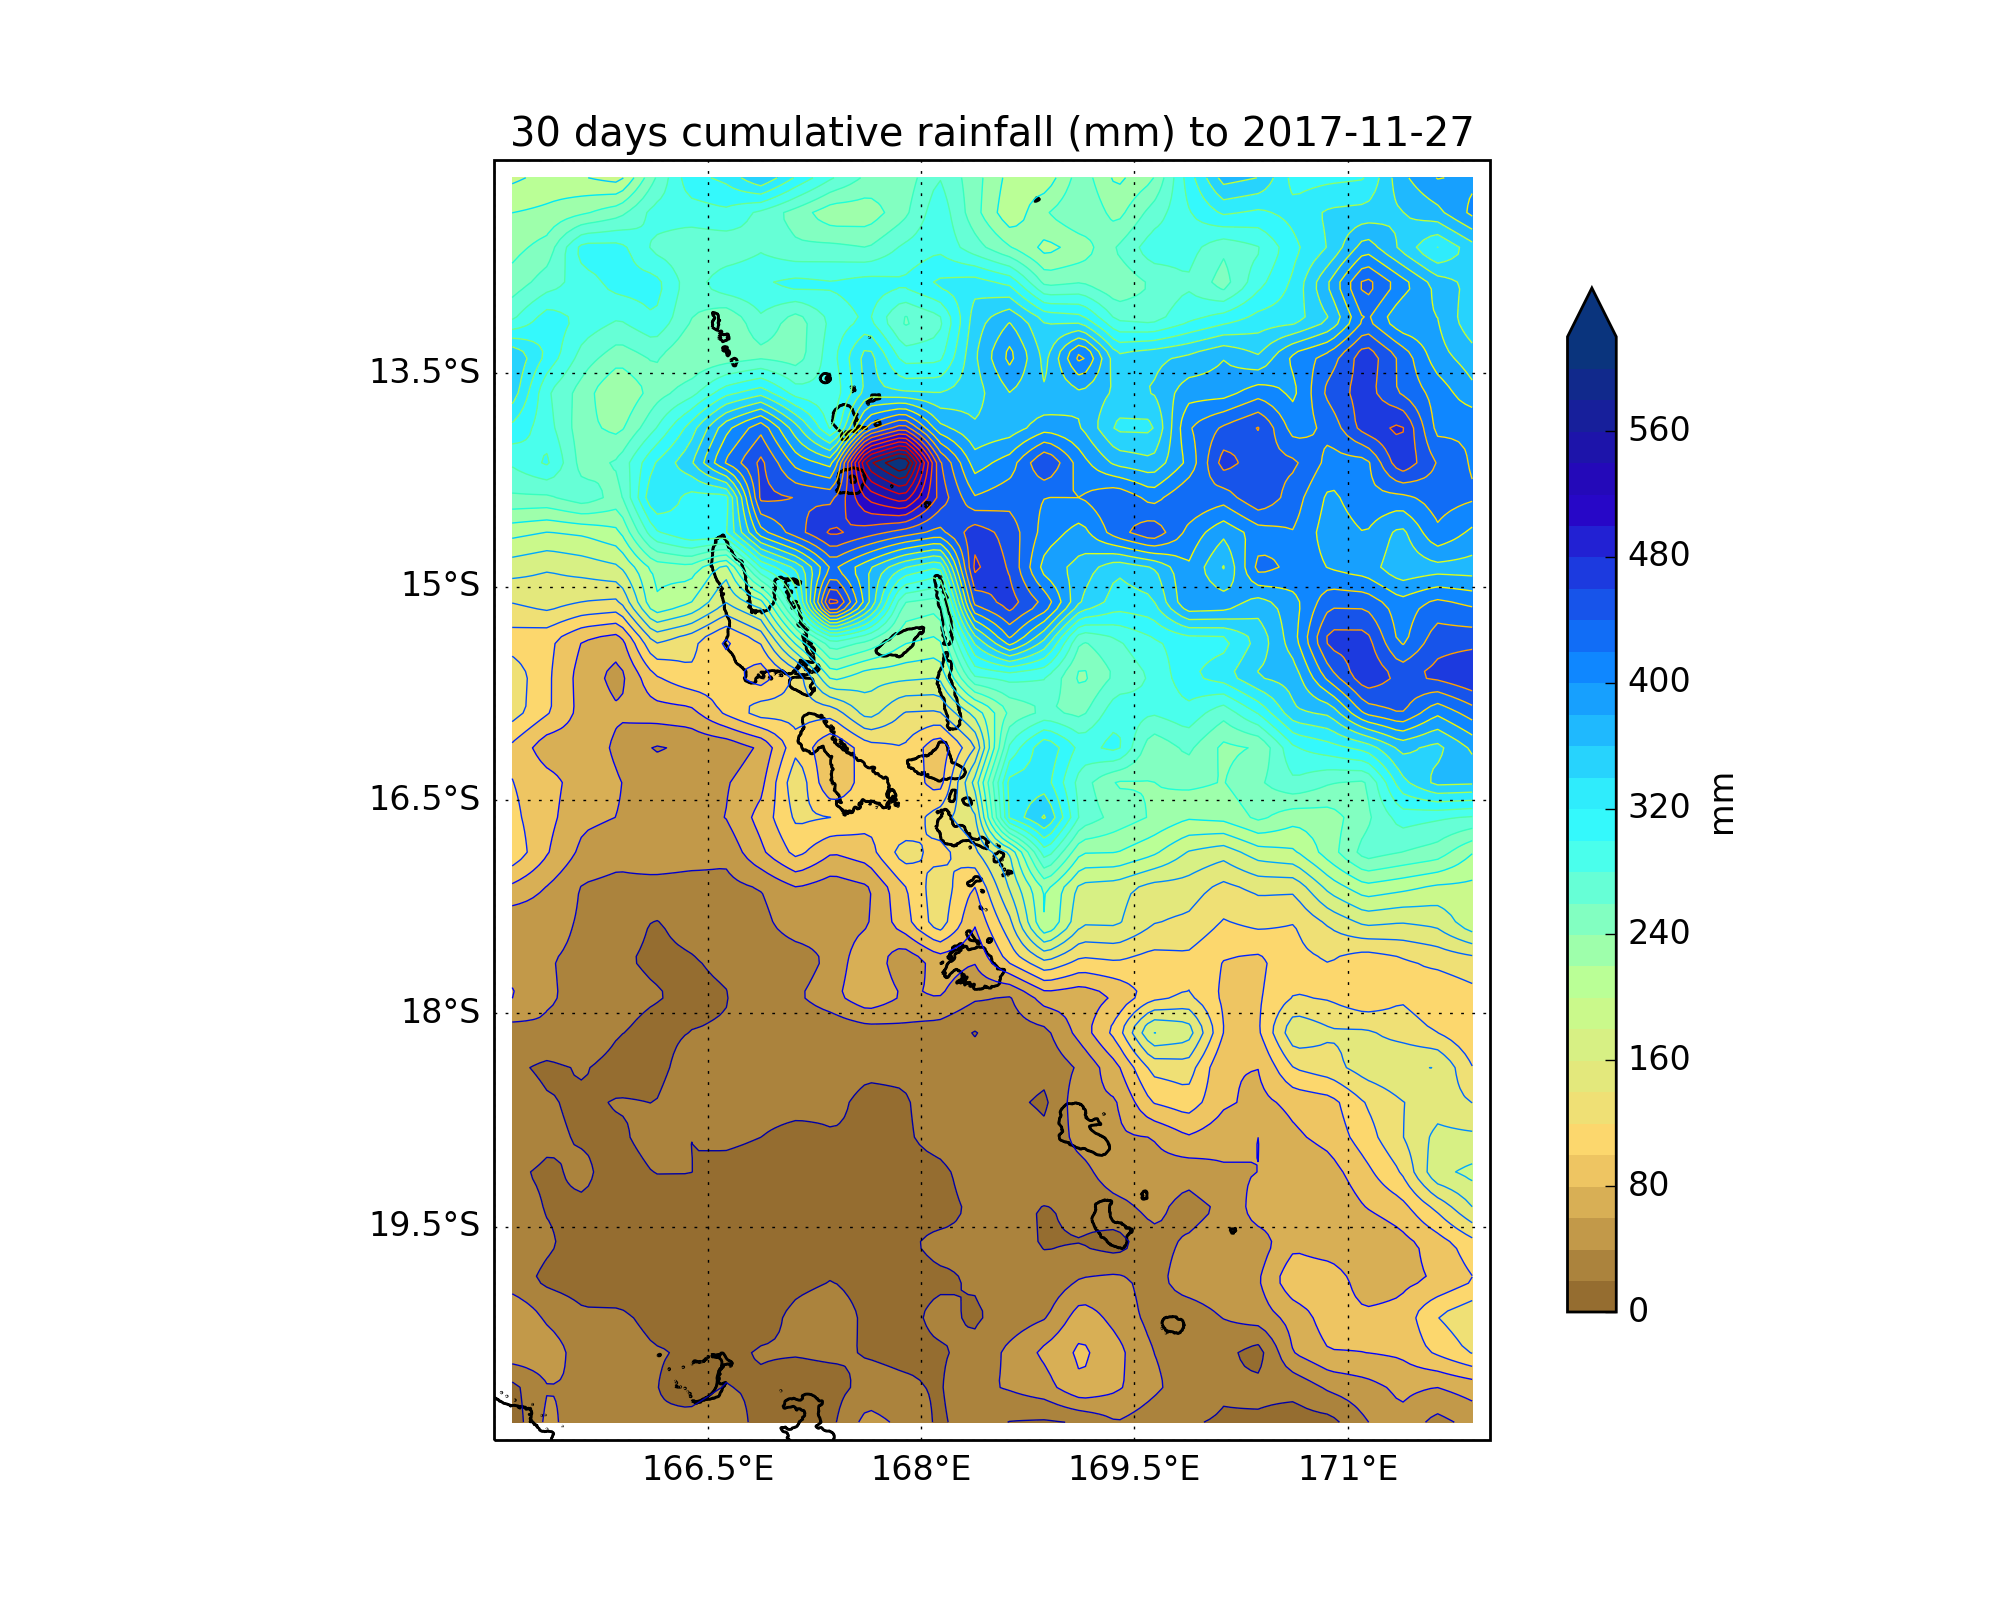 30 days cumulative rainfall (mm) to 2017-11-27
13.5°S
15°S
16.5°S
18°S
19.5°S
166.5°E
168°E
169.5°E
171°E
560
480
400
320
240
160
80
0
mm